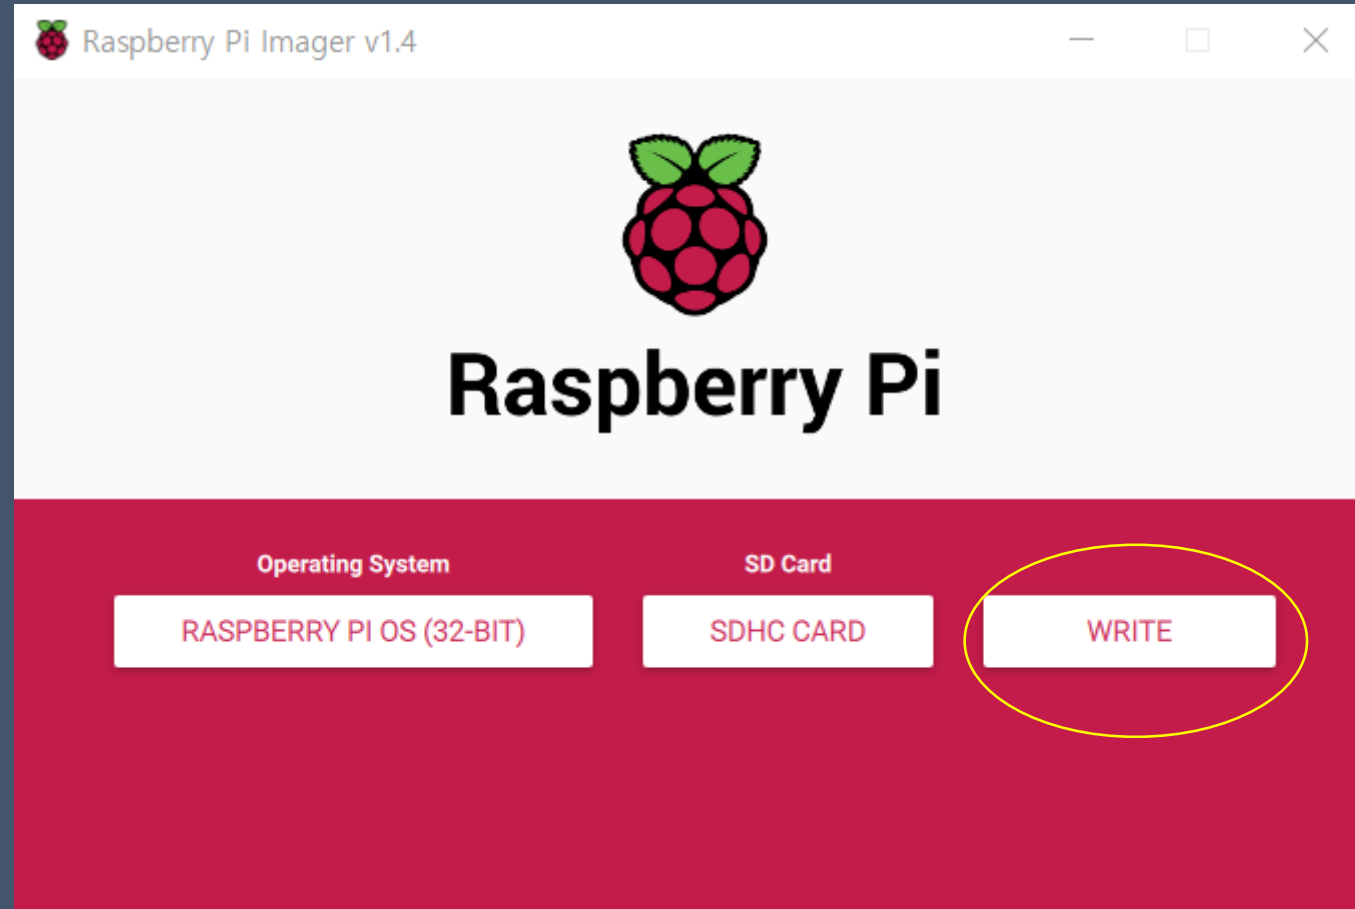 Raspberry Pi Imager v1.4
Raspberry Pi
Operating System
SD Card
RASPBERRY PI OS (32-BIT)
SDHC CARD
WRITE